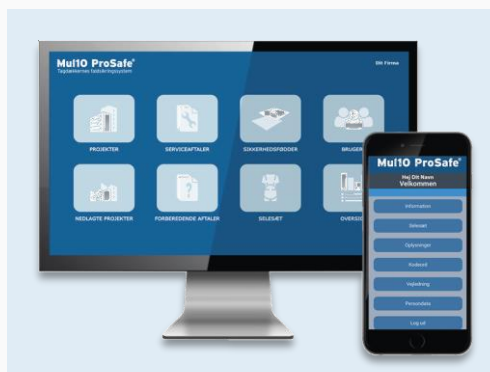 Mul10 ProSafe®
Tagdækkernes faldsikringssystem
Dit Firma
PROJEKTER
SERVICEAFTALER
SIKKERHEDSFØDDER
BRUGER
NEDLAGTE PROJEKTER
FORBEREDENDE AFTALER
SELESÆT
OVERSI
Mul10 ProSafe®
Hej Dit Navn
Velkommen
Information
Selesæt
Oplysninger
Kodeord
Vejledning
Persondata
Log ud